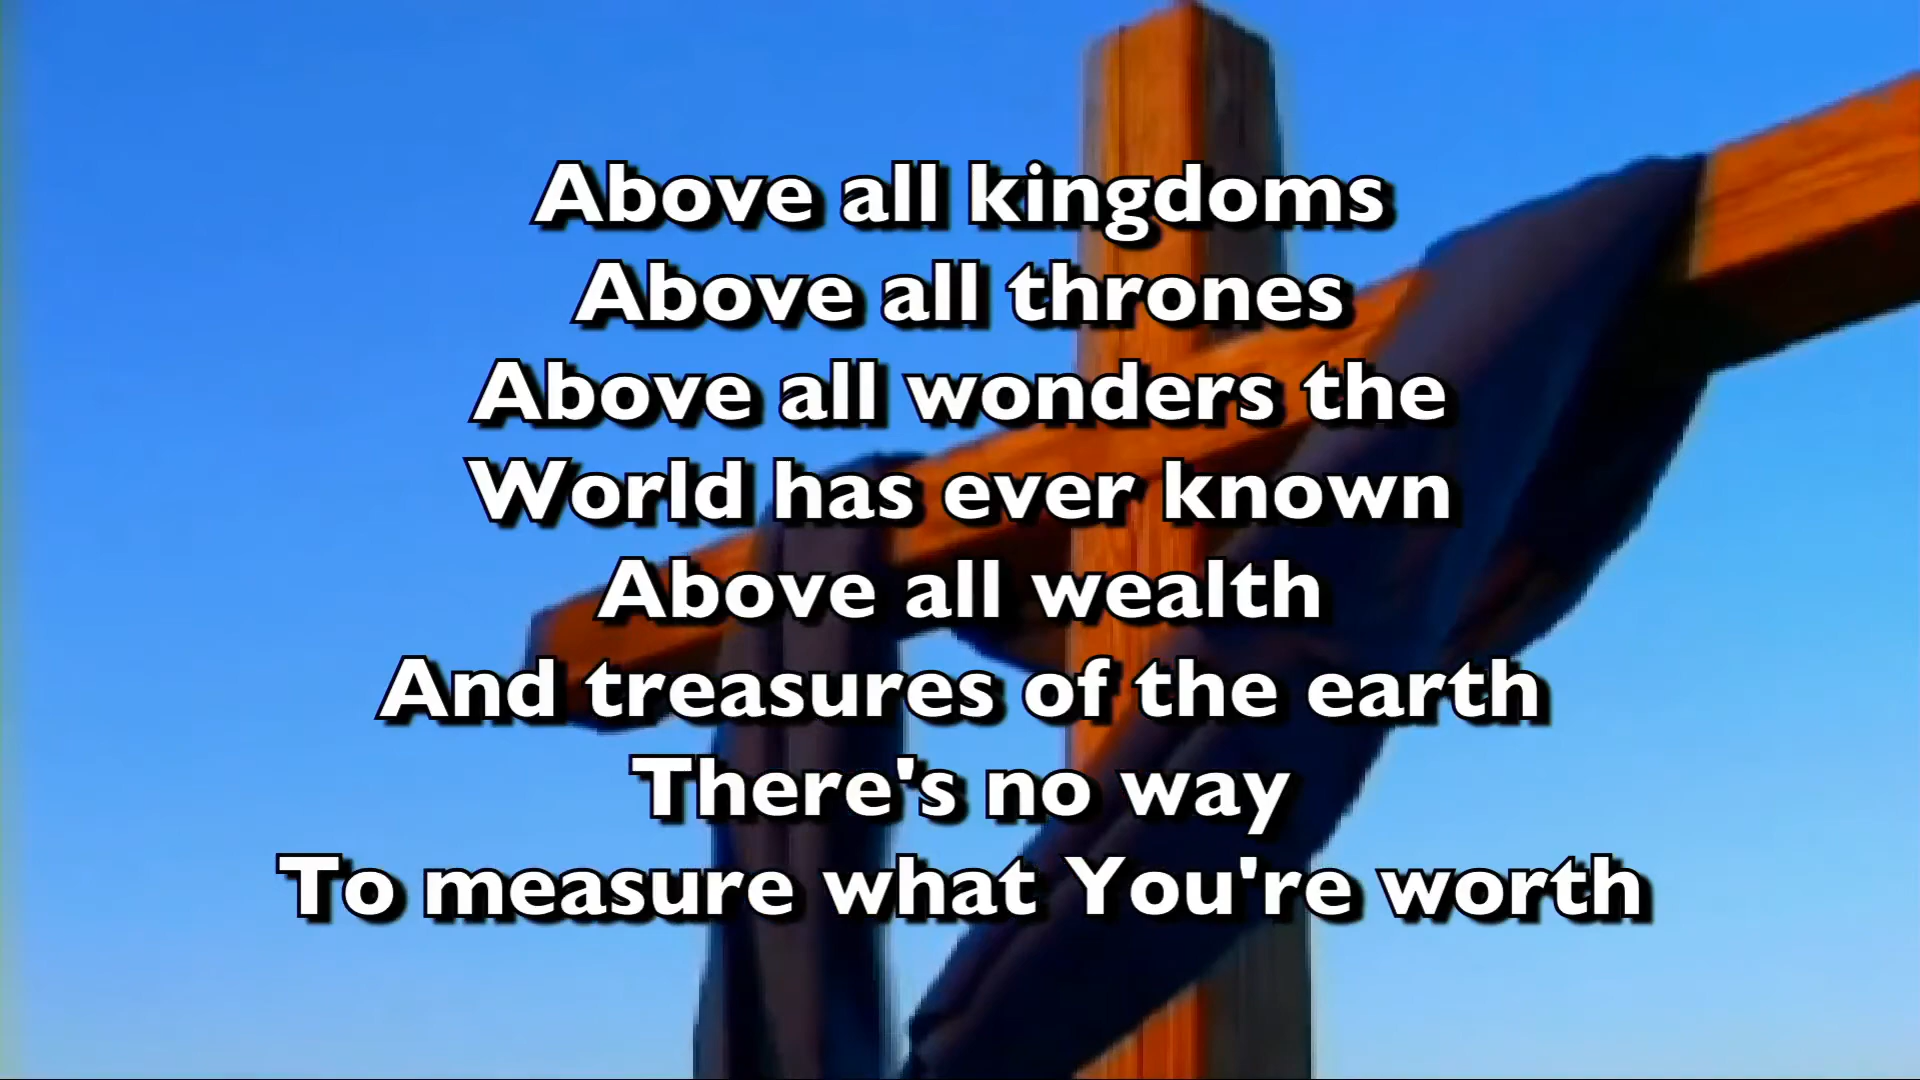 Above all kingdoms
Above all thrones
Above all wonders the
World has ever known
Above all wealth
And treasures of the earth
There's no way
To measure what You're worth